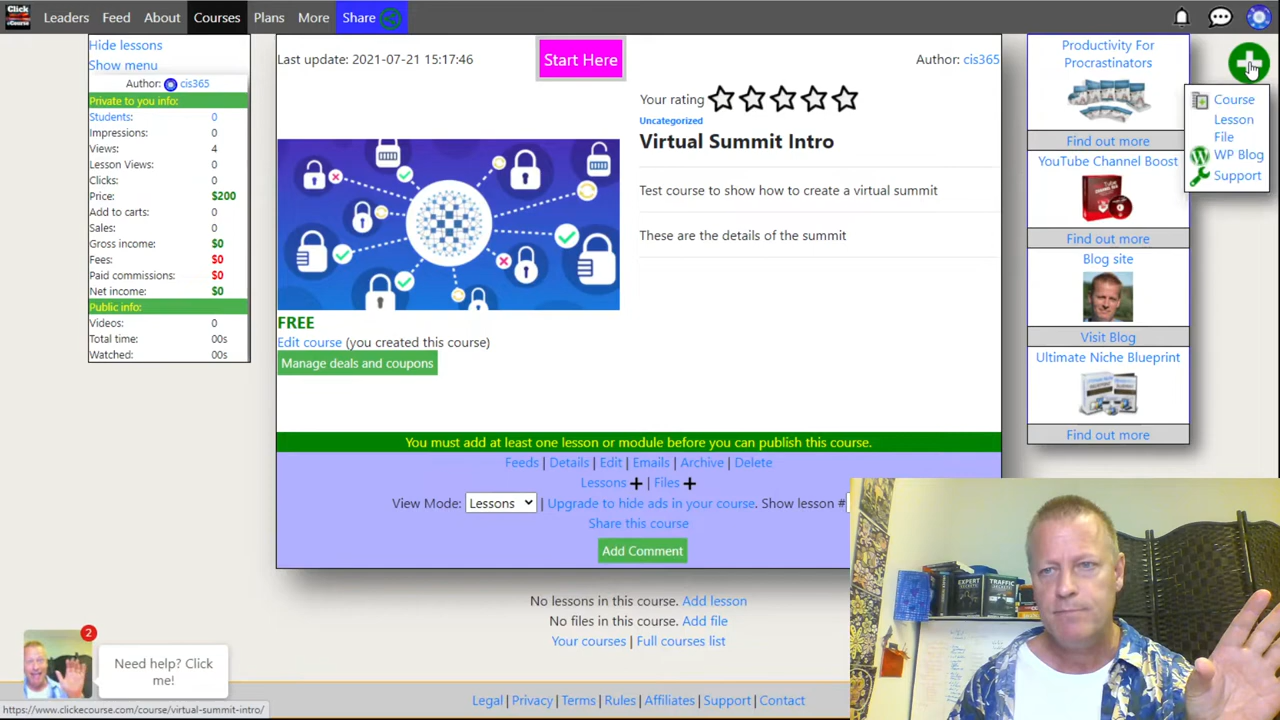 Click
eCourse
Leaders Feed About Courses Plans More Share
Hide lessons
Show menu
Author: cis365
Private to you info:
Students: 0
Impressions: 0
Views: 4
Lesson Views: 0
Clicks: 0
Price: $200
Add to carts: 0
Sales: 0
Gross income: $0
Fees: $0
Paid commissions: $0
Net income: $0
Public info:
Videos: 0
Total time: 00s
Watched: 00s
Last update: 2021-07-21 15:17:46
Start Here
Author: cis365
Your rating
Uncategorized
Virtual Summit Intro
Test course to show how to create a virtual summit
These are the details of the summit
FREE
Edit course (you created this course)
Manage deals and coupons
You must add at least one lesson or module before you can publish this course.
Feeds | Details | Edit | Emails | Archive | Delete
Lessons + | Files +
View Mode: Lessons | Upgrade to hide ads in your course. Show lesson #
Share this course
Add Comment
No lessons in this course. Add lesson
No files in this course. Add file
Your courses | Full courses list
Productivity For
Procrastinators
Find out more
YouTube Channel Boost
Find out more
Blog site
Visit Blog
Ultimate Niche Blueprint
Find out more
Course
Lesson
File
WP Blog
Support
EXPERT
SECRETS
TRAFFIC
SECRETS
2
Need help? Click
me!
Legal | Privacy | Terms | Rules | Affiliates | Support | Contact
https://www.clickecourse.com/course/virtual-summit-intro/